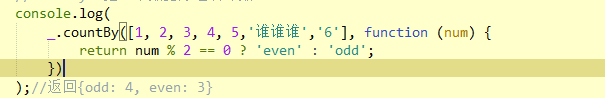 console.log(
_.countBy([1, 2, 3, 4, 5,'谁谁谁','6'], function (num) {
return num % 2 == 0 ? 'even' : 'odd';
})
);//返回{odd: 4, even: 3}